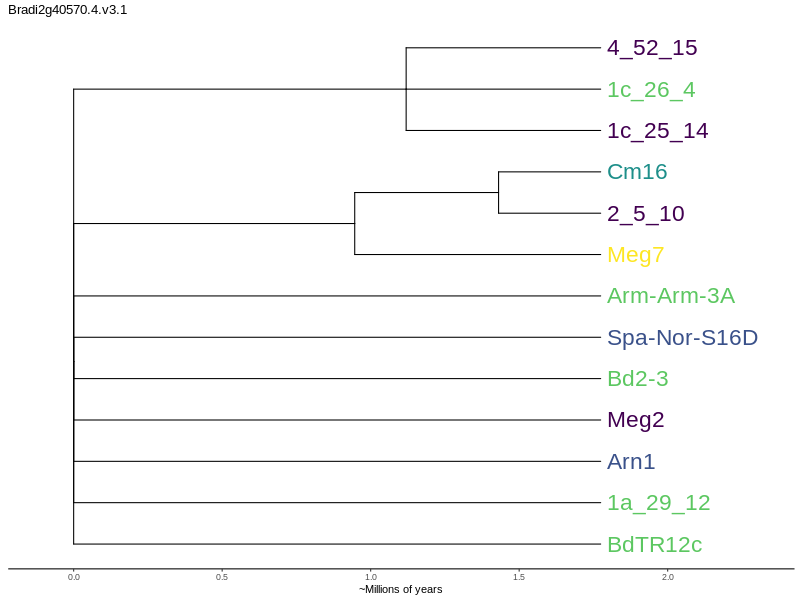 Bradi2g40570.4.v3.1
4_52_15
1c_26_4
1c_25_14
Cm16
2_5_10
Meg7
Arm-Arm-3A
Spa-Nor-S16D
Bd2-3
Meg2
Arn1
1a_29_12
BdTR12c
0.0 0.5 1.0 1.5 2.0
~Millions of years